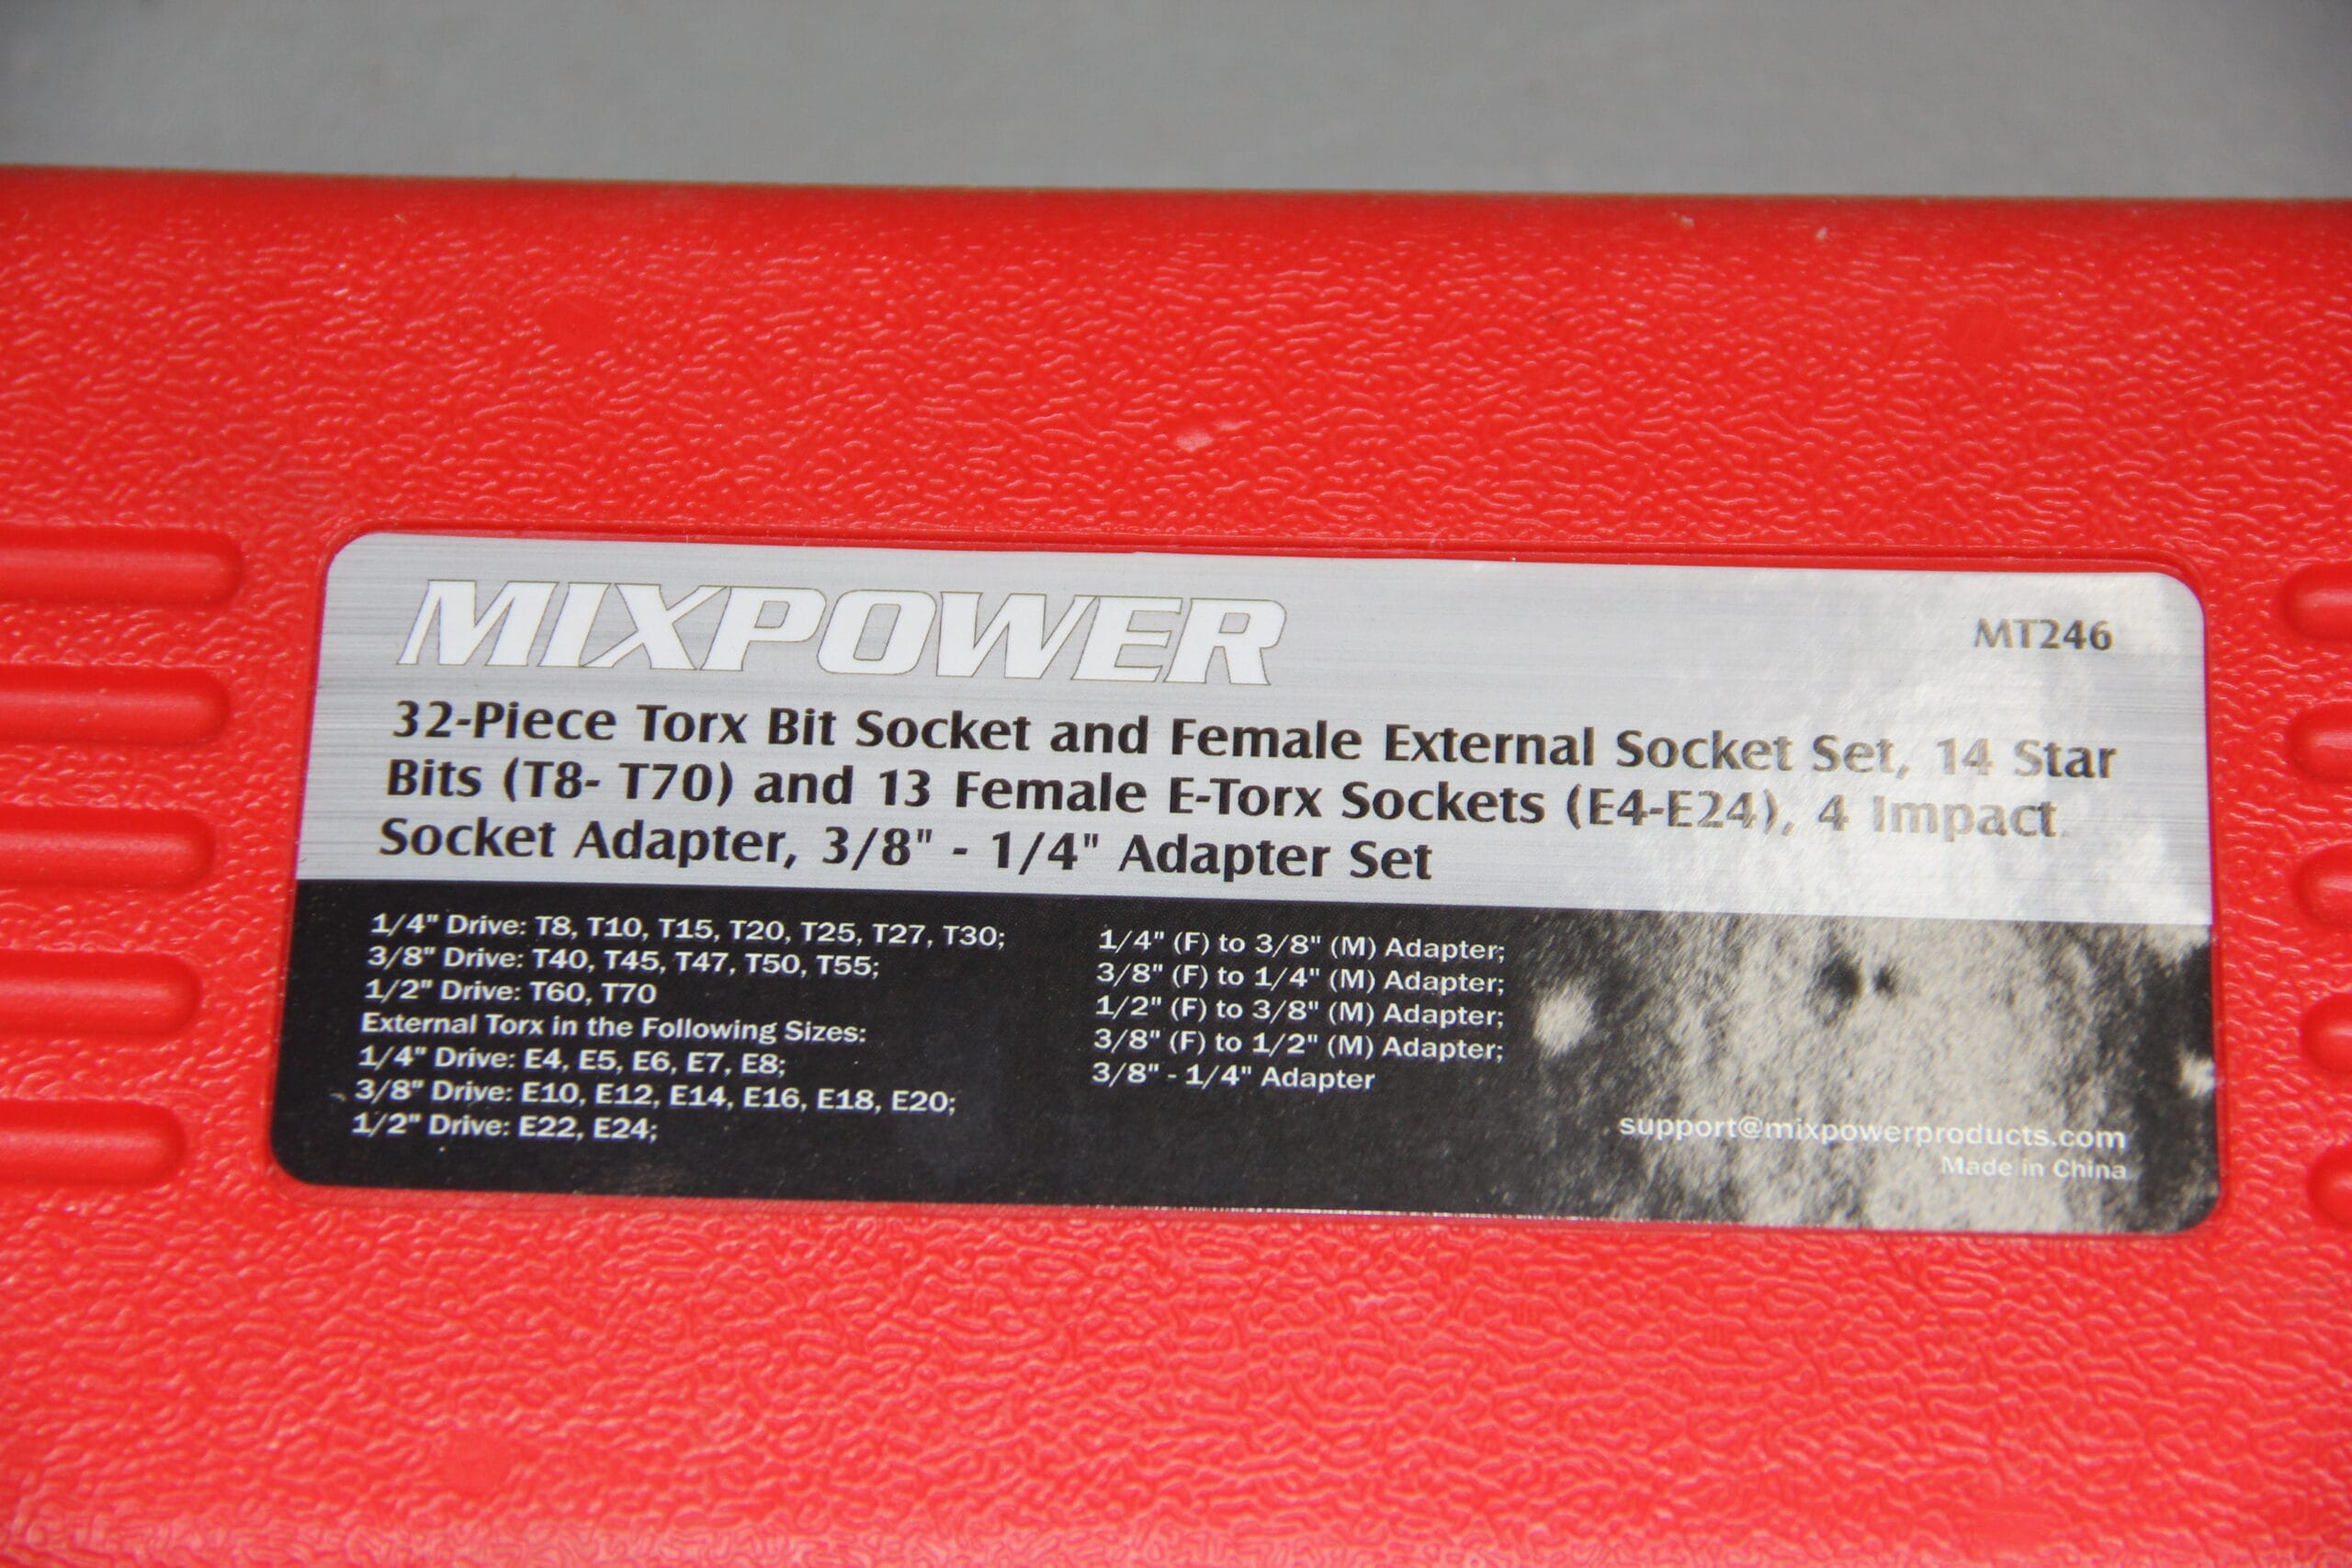 MIXPOWER
MT246
32-Piece Torx Bit Socket and Female External Socket Set, 14 Star
Bits (T8- T70) and 13 Female E-Torx Sockets (E4-E24), 4 Impact
Socket Adapter, 3/8" - 1/4" Adapter Set
1/4" Drive: T8, T10, T15, T20, T25, T27, T30;
3/8" Drive: T40, T45, T47, T50, T55;
1/2" Drive: T60, T70
External Torx in the Following Sizes:
1/4" Drive: E4, E5, E6, E7, E8;
3/8" Drive: E10, E12, E14, E16, E18, E20;
1/2" Drive: E22, E24;
1/4" (F) to 3/8" (M) Adapter;
3/8" (F) to 1/4" (M) Adapter;
1/2" (F) to 3/8" (M) Adapter;
3/8" (F) to 1/2" (M) Adapter;
3/8" - 1/4" Adapter
support@mixpowerproducts.com
Made in China